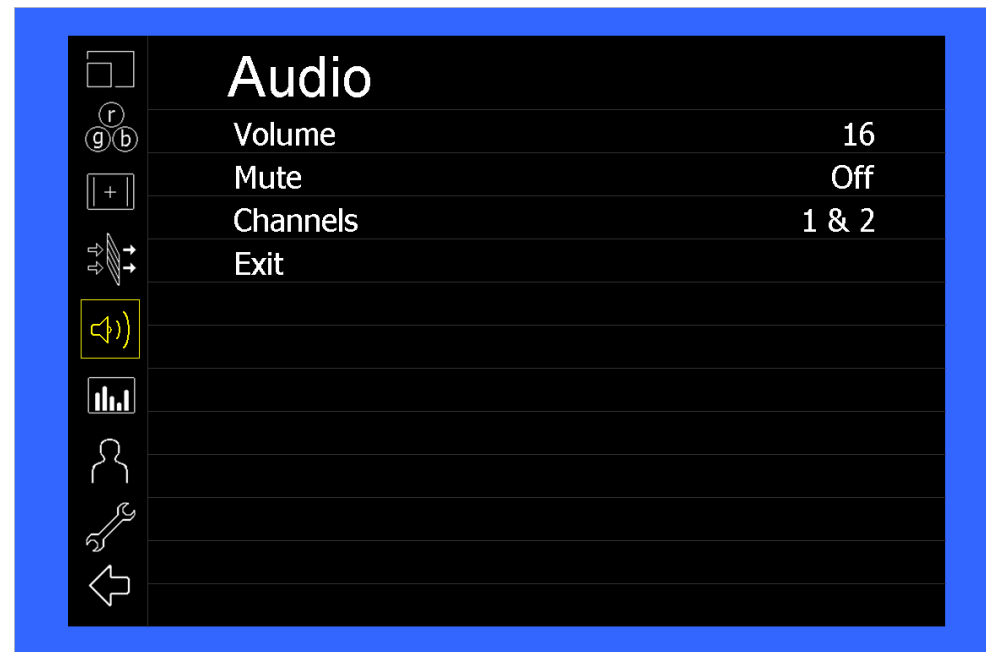 Audio
r
g b
Volume 16
Mute Off
Channels 1 & 2
Exit